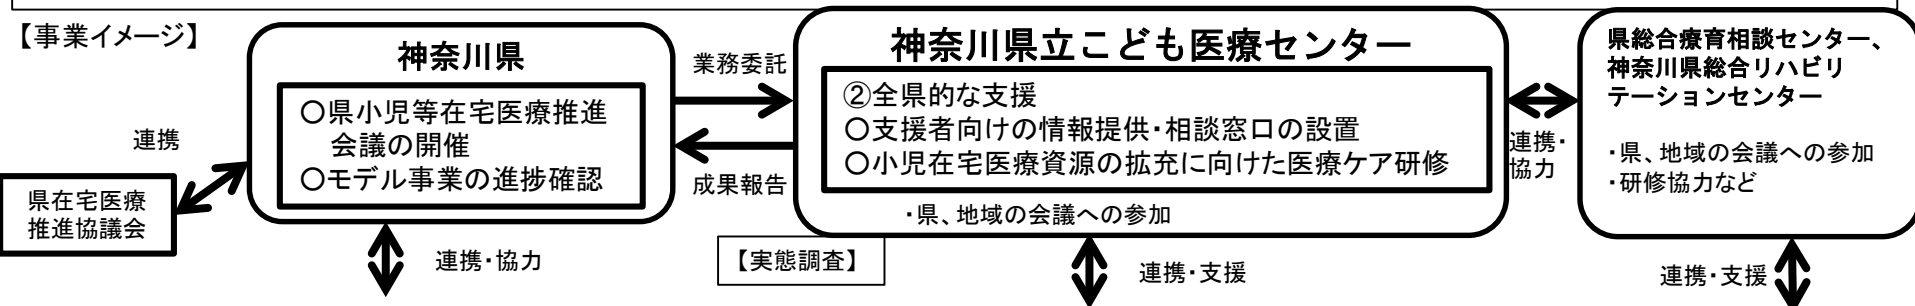 【事業イメージ】
神奈川県
○県小児等在宅医療推進
会議の開催
○モデル事業の進捗確認
連携
県在宅医療
推進協議会
連携・協力
業務委託
成果報告
神奈川県立こども医療センター
②全県的な支援
○支援者向けの情報提供・相談窓口の設置
○小児在宅医療資源の拡充に向けた医療ケア研修
・県、地域の会議への参加
【実態調査】
連携・支援
連携・
協力
県総合療育相談センター、
神奈川県総合リハビリ
テーションセンター
・県、地域の会議への参加
・研修協力など
連携・支援